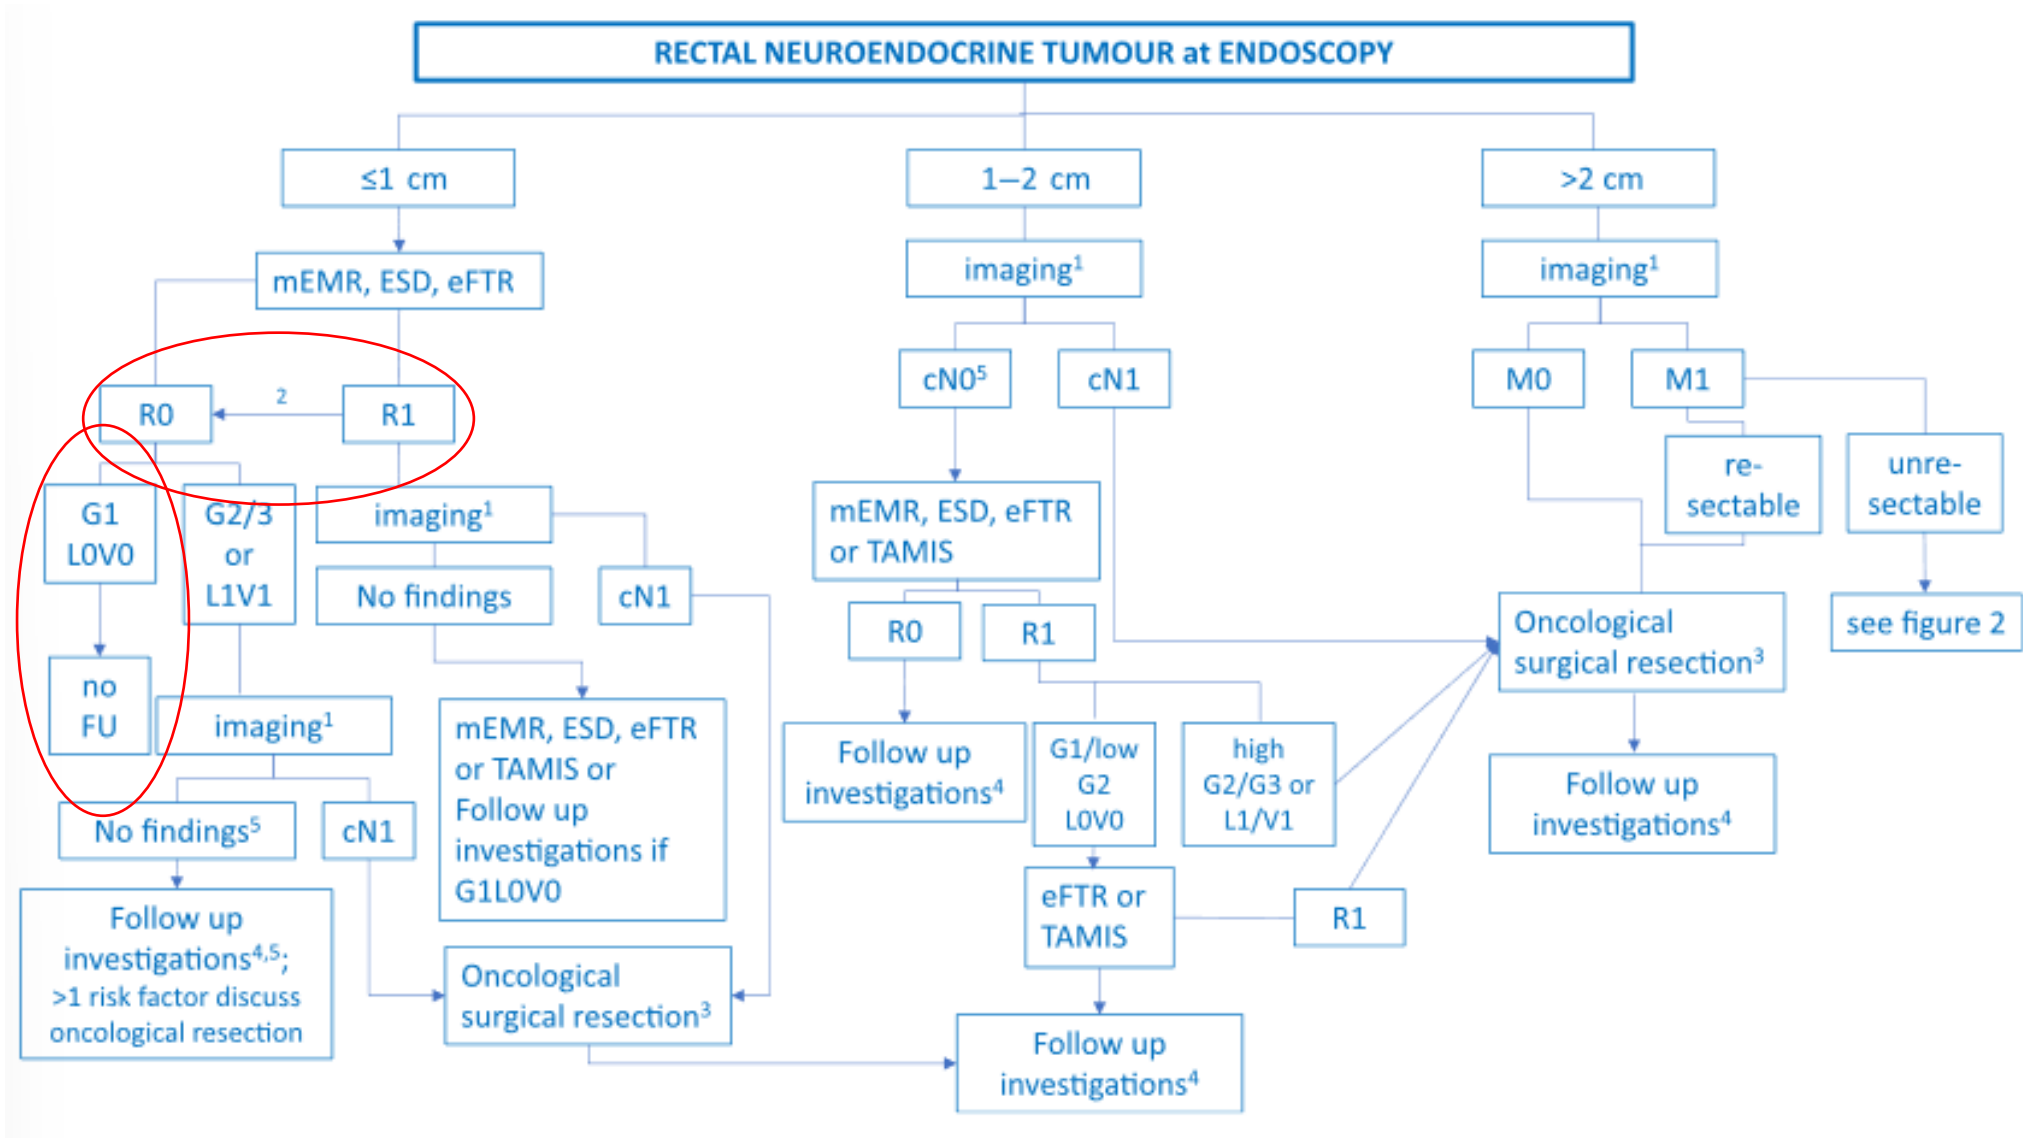 RECTAL NEUROENDOCRINE TUMOUR at ENDOSCOPY
≤1 cm
1–2 cm
>2 cm
mEMR, ESD, eFTR
imaging¹
imaging¹
R0
2
R1
cN0⁵
cN1
M0
M1
G1
L0V0
G2/3
or
L1V1
imaging¹
No findings
cN1
mEMR, ESD, eFTR
or TAMIS
re-
sectable
unre-
sectable
no
FU
imaging¹
mEMR, ESD, eFTR
or TAMIS or
Follow up
investigations if
G1L0V0
R0
R1
Oncological
surgical resection³
see figure 2
No findings⁵
cN1
Follow up
investigations⁴
G1/low
G2
L0V0
high
G2/G3 or
L1/V1
Follow up
investigations⁴
Follow up
investigations⁴,⁵;
>1 risk factor discuss
oncological resection
Oncological
surgical resection³
eFTR or
TAMIS
R1
Follow up
investigations⁴